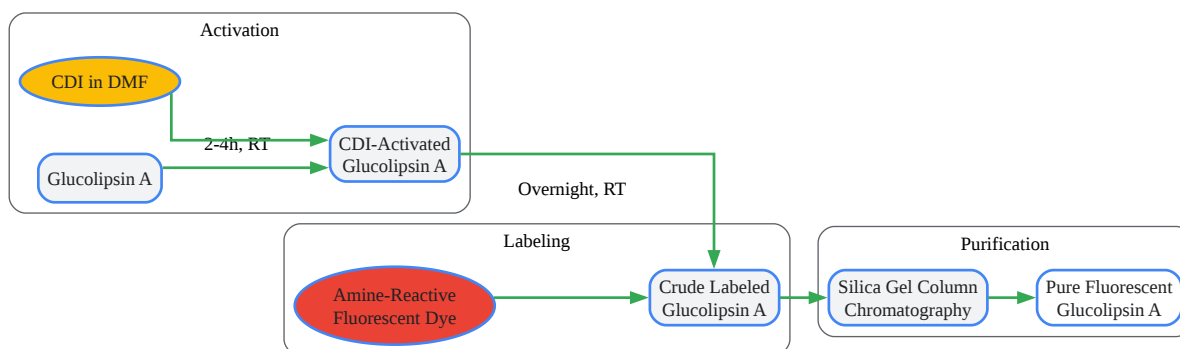 Activation
CDI in DMF
2-4h, RT
CDI-Activated
Glucolipsin A
Glucolipsin A
Overnight, RT
Labeling
Amine-Reactive
Fluorescent Dye
Crude Labeled
Glucolipsin A
Purification
Silica Gel Column
Chromatography
Pure Fluorescent
Glucolipsin A